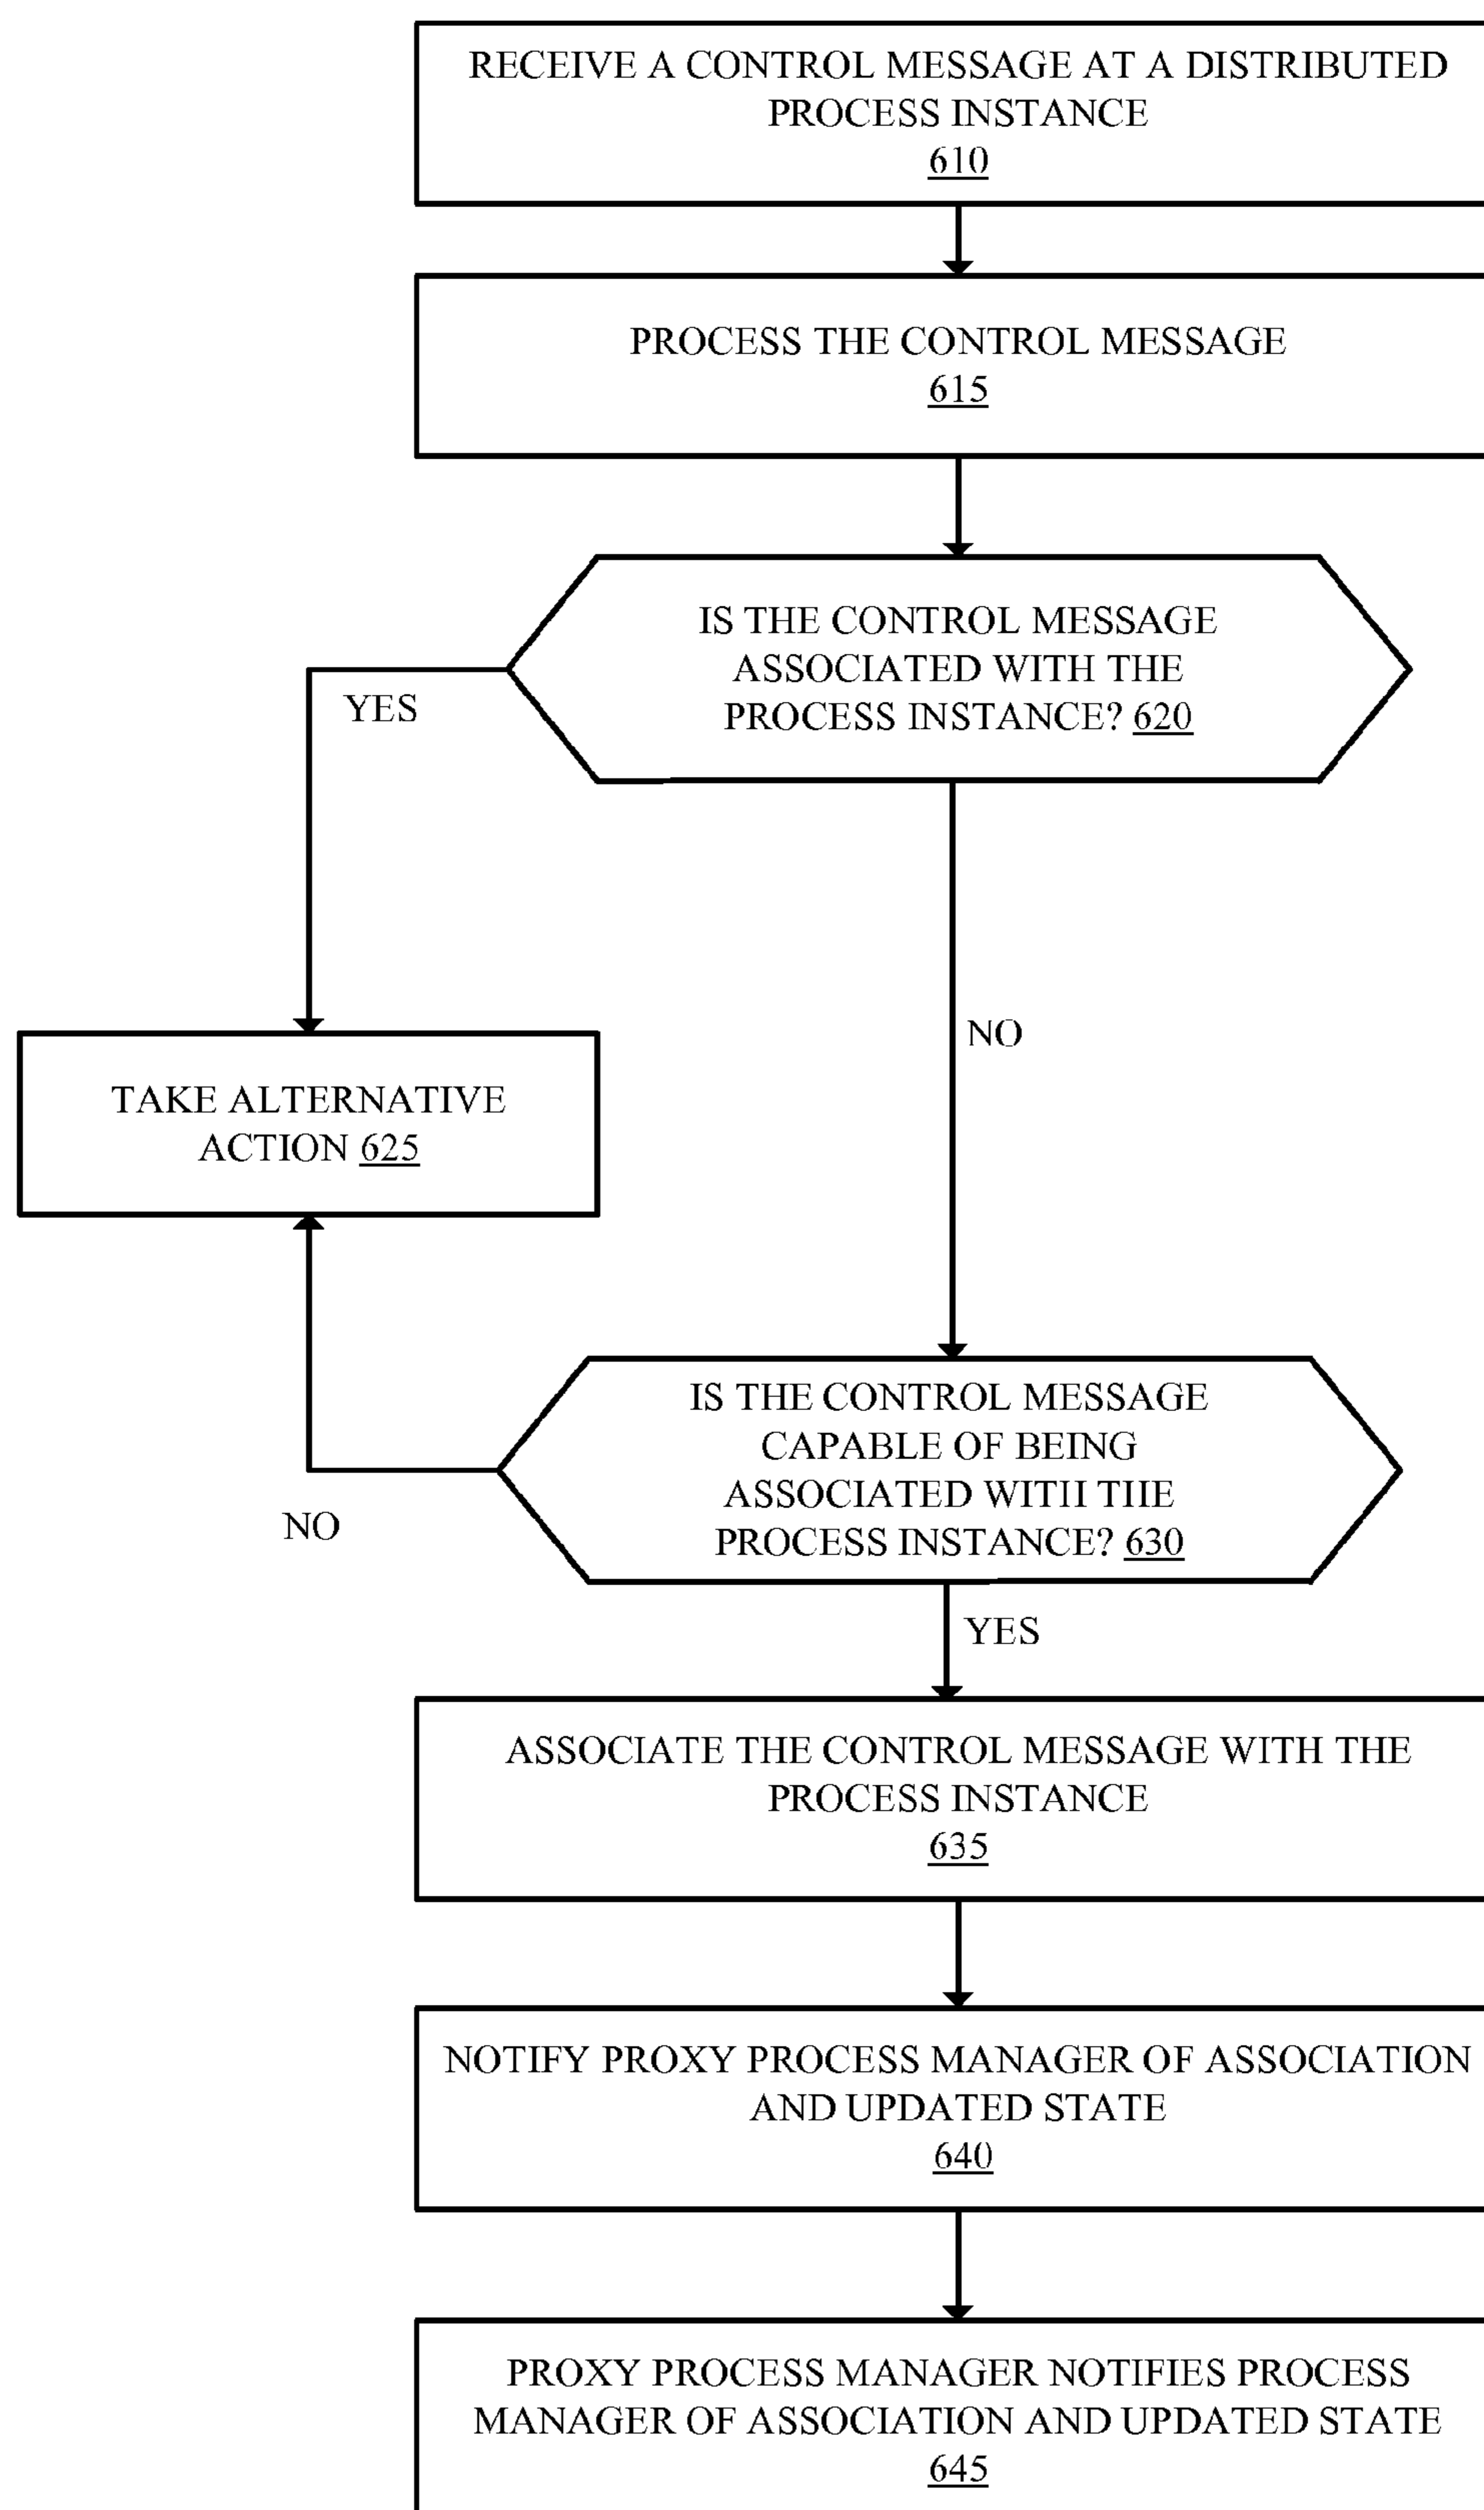 RECEIVE A CONTROL MESSAGE AT A DISTRIBUTED
PROCESS INSTANCE
610
PROCESS THE CONTROL MESSAGE
615
IS THE CONTROL MESSAGE
ASSOCIATED WITH THE
PROCESS INSTANCE? 620
YES
NO
TAKE ALTERNATIVE
ACTION 625
IS THE CONTROL MESSAGE
CAPABLE OF BEING
ASSOCIATED WITH THE
PROCESS INSTANCE? 630
NO
YES
ASSOCIATE THE CONTROL MESSAGE WITH THE
PROCESS INSTANCE
635
NOTIFY PROXY PROCESS MANAGER OF ASSOCIATION
AND UPDATED STATE
640
PROXY PROCESS MANAGER NOTIFIES PROCESS
MANAGER OF ASSOCIATION AND UPDATED STATE
645